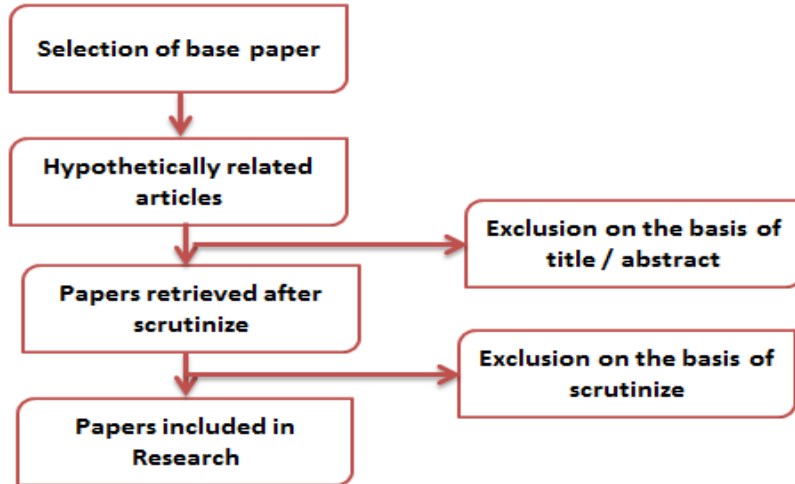 Selection of base paper
Hypothetically related
articles
Exclusion on the basis of
title / abstract
Papers retrieved after
scrutinize
Exclusion on the basis of
scrutinize
Papers included in
Research